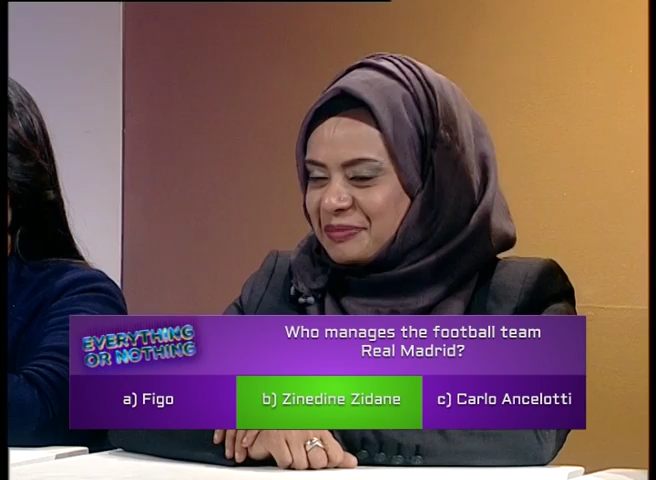 EVERYTHING
OR NOTHING
Who manages the football team
Real Madrid?
a) Figo
b) Zinedine Zidane
c) Carlo Ancelotti